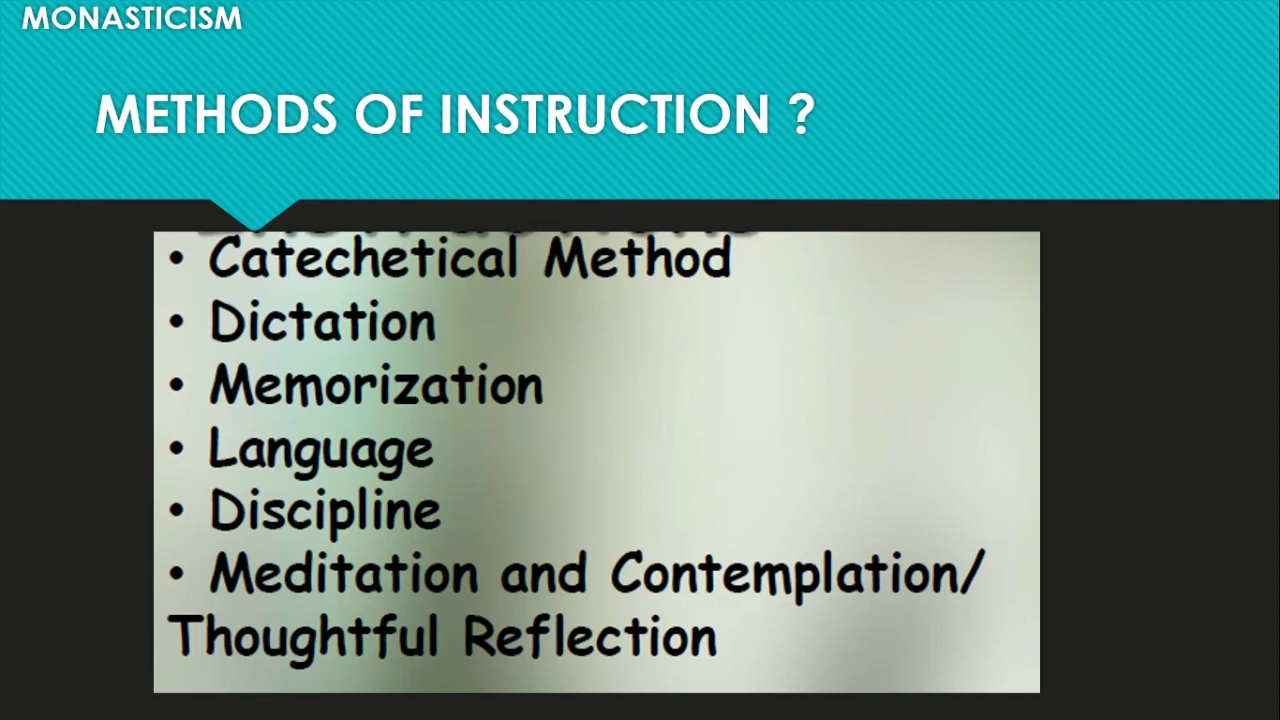 MONASTICISM
METHODS OF INSTRUCTION ?
• Catechetical Method
• Dictation
• Memorization
• Language
• Discipline
• Meditation and Contemplation/
Thoughtful Reflection